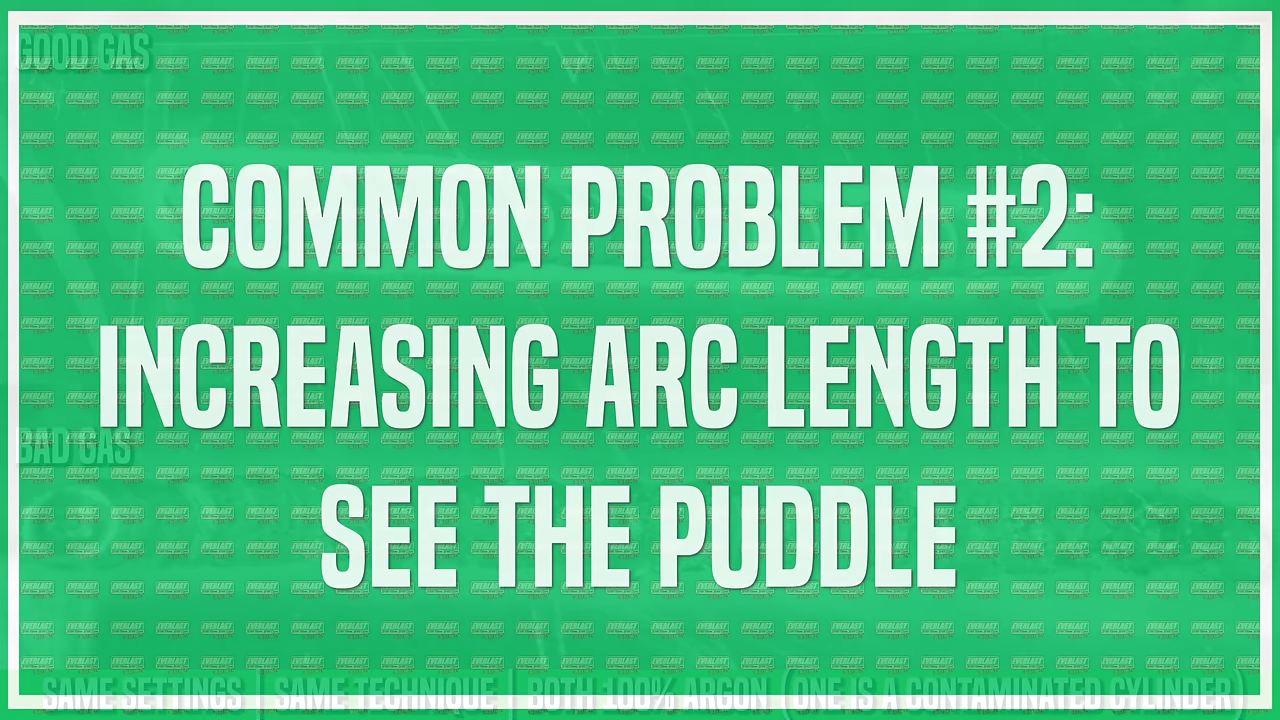 GOOD GAS
COMMON PROBLEM #2:
INCREASING ARC LENGTH TO
SEE THE PUDDLE
BAD GAS
SAME SETTINGS | SAME TECHNIQUE | BOTH 100% ARGON (ONE IS A CONTAMINATED CYLINDER)